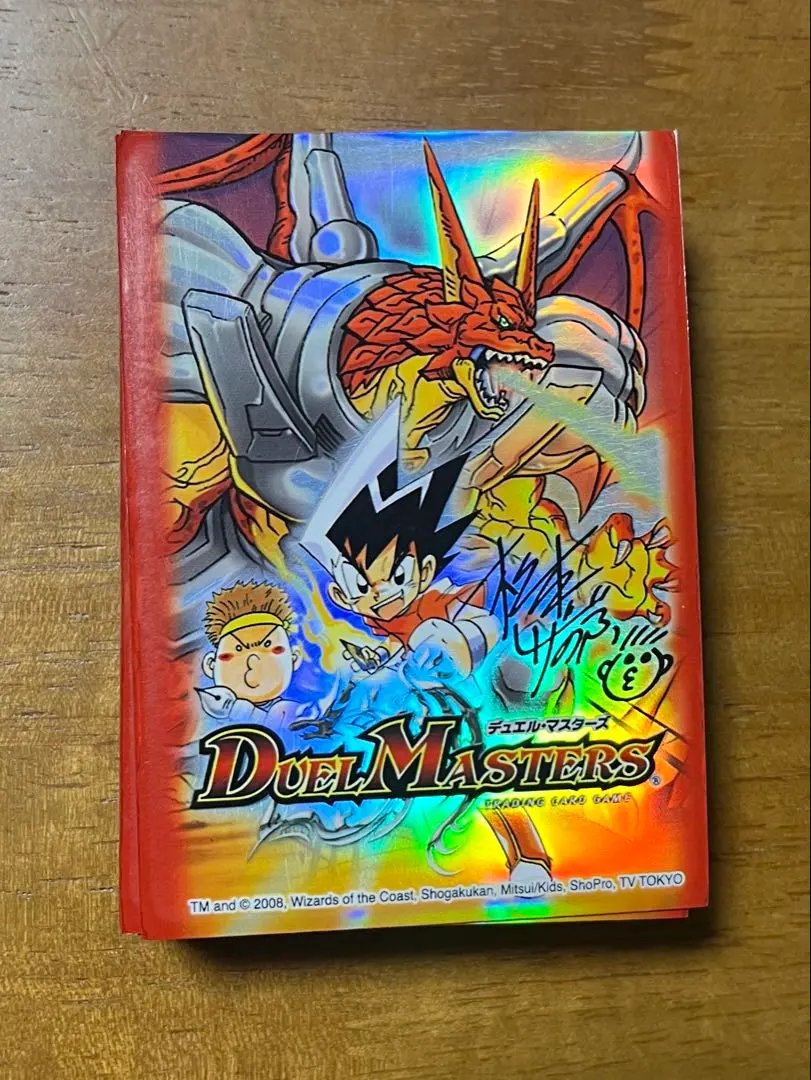 デュエル・マスターズ
DUEL MASTERS®
TRADING CARD GAME
TM and © 2008, Wizards of the Coast, Shogakukan, Mitsui/Kids, ShoPro, TV TOKYO